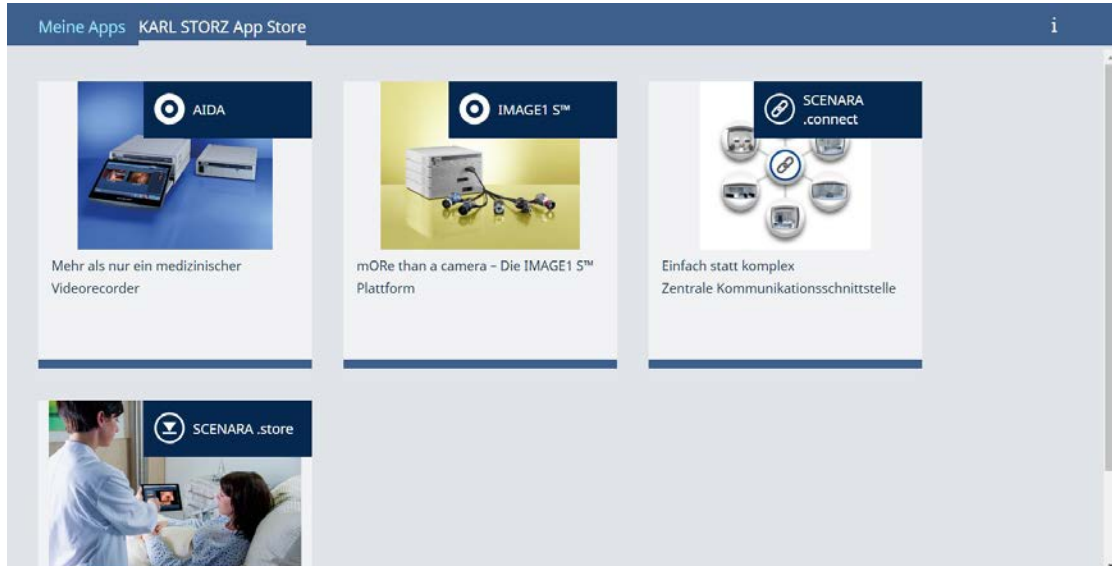 Meine Apps KARL STORZ App Store i
AIDA
Mehr als nur ein medizinischer
Videorecorder
IMAGE1 S™
mORe than a camera – Die IMAGE1 S™
Plattform
SCENARA
.connect
Einfach statt komplex
Zentrale Kommunikationsschnittstelle
SCENARA .store